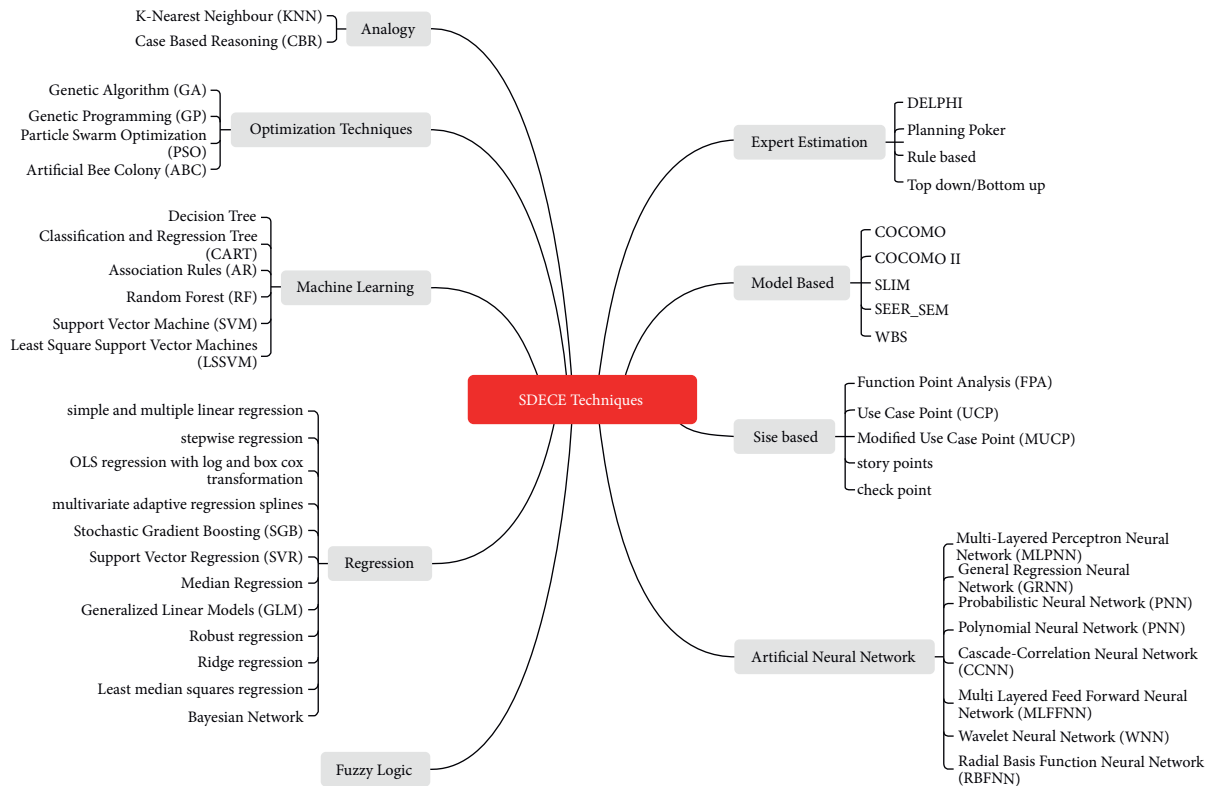 K-Nearest Neighbour (KNN)
Case Based Reasoning (CBR)
Analogy
Genetic Algorithm (GA)
Genetic Programming (GP)
Particle Swarm Optimization
(PSO)
Artificial Bee Colony (ABC)
Optimization Techniques
Decision Tree
Classification and Regression Tree
(CART)
Association Rules (AR)
Random Forest (RF)
Support Vector Machine (SVM)
Least Square Support Vector Machines
(LSSVM)
Machine Learning
simple and multiple linear regression
stepwise regression
OLS regression with log and box cox
transformation
multivariate adaptive regression splines
Stochastic Gradient Boosting (SGB)
Support Vector Regression (SVR)
Median Regression
Generalized Linear Models (GLM)
Robust regression
Ridge regression
Least median squares regression
Bayesian Network
Regression
Fuzzy Logic
SDECE Techniques
Expert Estimation
DELPHI
Planning Poker
Rule based
Top down/Bottom up
Model Based
COCOMO
COCOMO II
SLIM
SEER_SEM
WBS
Sise based
Function Point Analysis (FPA)
Use Case Point (UCP)
Modified Use Case Point (MUCP)
story points
check point
Artificial Neural Network
Multi-Layered Perceptron Neural
Network (MLPNN)
General Regression Neural
Network (GRNN)
Probabilistic Neural Network (PNN)
Polynomial Neural Network (PNN)
Cascade-Correlation Neural Network
(CCNN)
Multi Layered Feed Forward Neural
Network (MLFFNN)
Wavelet Neural Network (WNN)
Radial Basis Function Neural Network
(RBFNN)